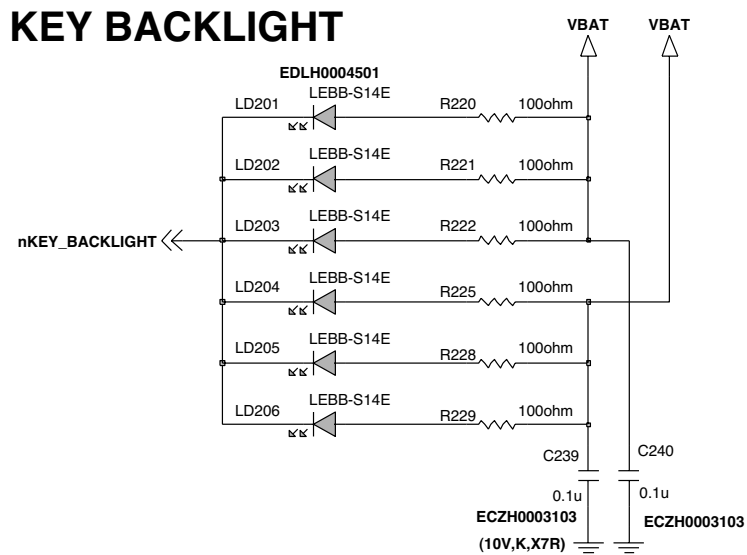 KEY BACKLIGHT
VBAT
VBAT
EDLH0004501
LD201
LEBB-S14E
R220
100ohm
LD202
LEBB-S14E
R221
100ohm
nKEY_BACKLIGHT
LD203
LEBB-S14E
R222
100ohm
LD204
LEBB-S14E
R225
100ohm
LD205
LEBB-S14E
R228
100ohm
LD206
LEBB-S14E
R229
100ohm
C239
C240
0.1u
0.1u
ECZH0003103
ECZH0003103
(10V,K,X7R)